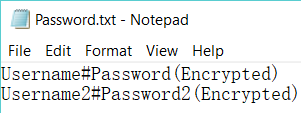 Password.txt - Notepad
File Edit Format View Help
Username#Password(Encrypted)
Username2#Password2(Encrypted)